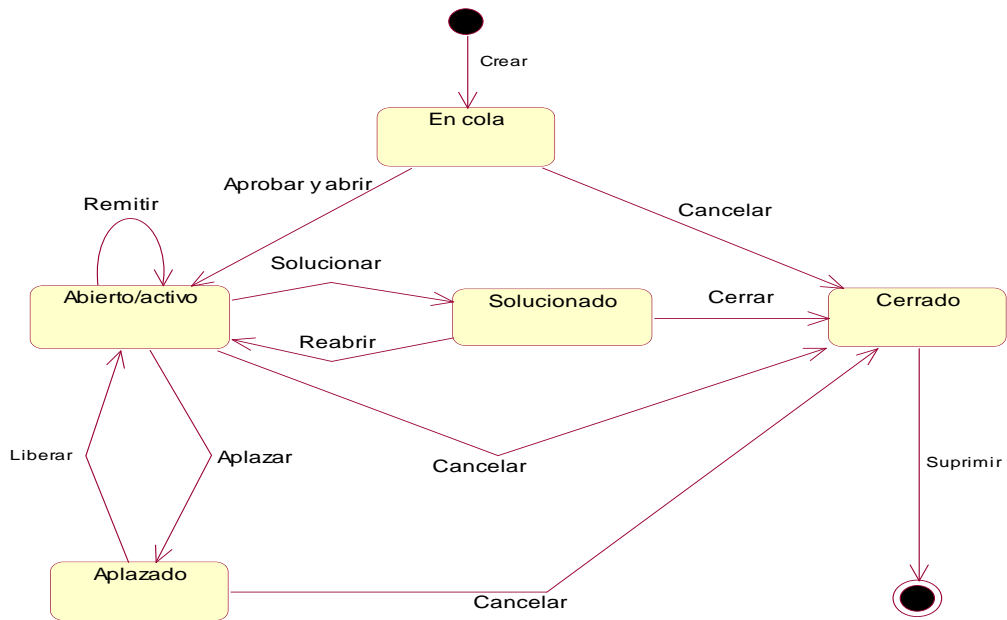 Crear
En cola
Aprobar y abrir
Cancelar
Remitir
Solucionar
Abierto/activo
Solucionado
Cerrar
Cerrado
Reabrir
Liberar
Aplazar
Cancelar
Suprimir
Aplazado
Cancelar